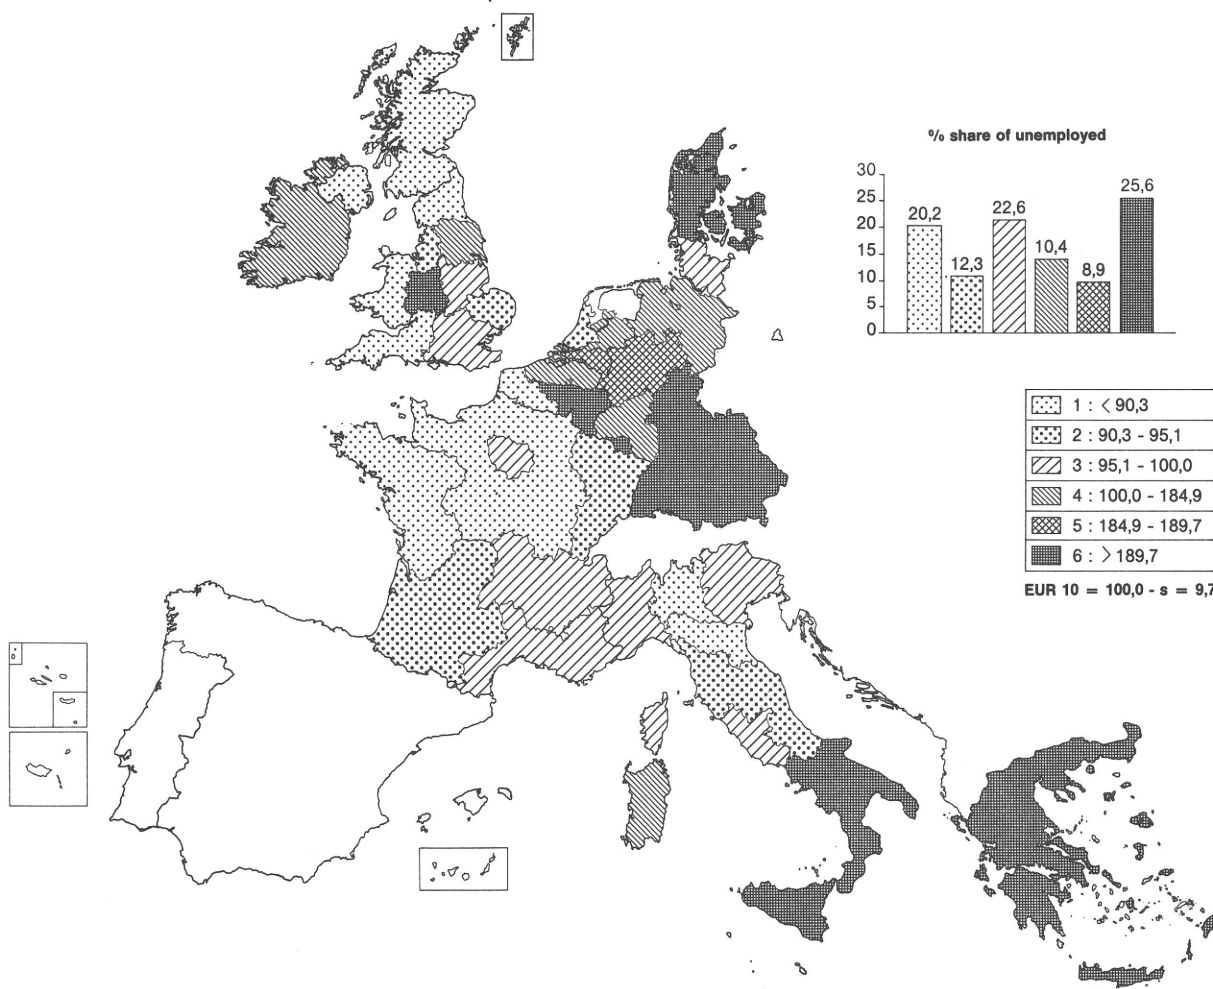 % share of unemployed
30
25
20
15
10
5
0
20,2
12,3
22,6
10,4
8,9
25,6
1 : < 90,3
2 : 90,3 - 95,1
3 : 95,1 - 100,0
4 : 100,0 - 184,9
5 : 184,9 - 189,7
6 : > 189,7
EUR 10 = 100,0 - s = 9,7